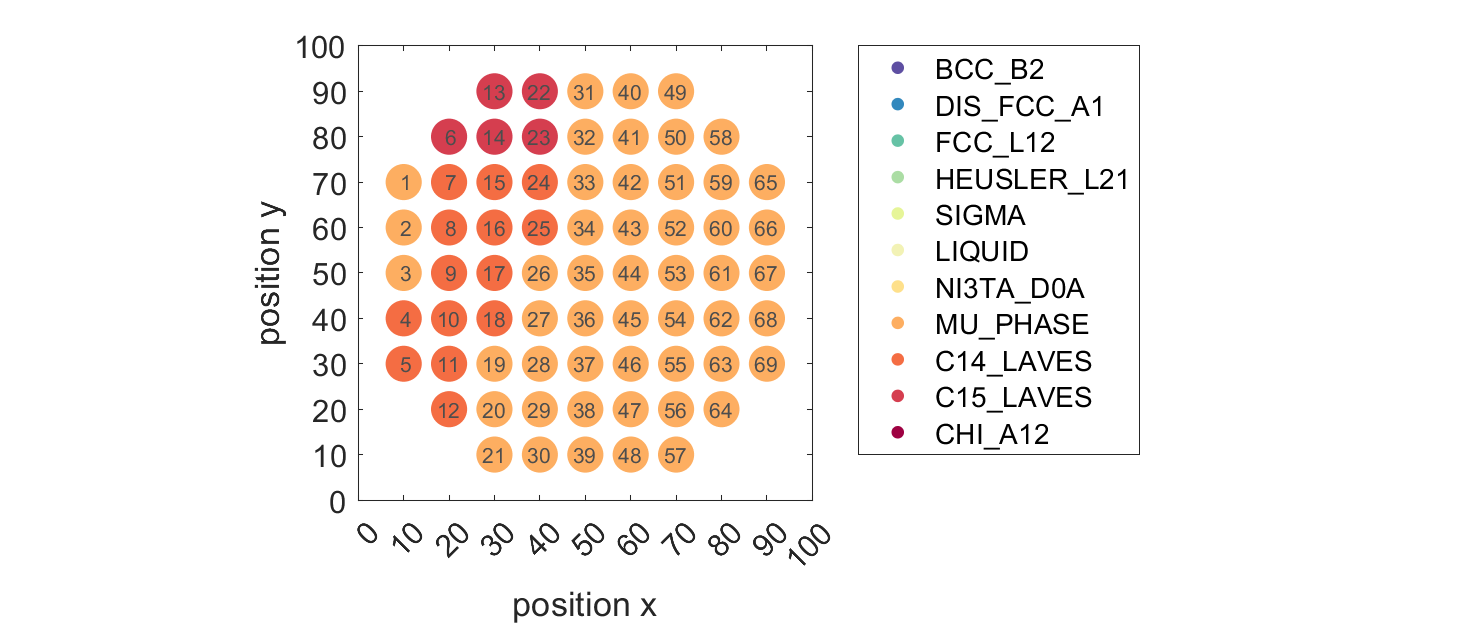 100
90 13 22 31 40 49
80 6 14 23 32 41 50 58
70 1 7 15 24 33 42 51 59 65
60 2 8 16 25 34 43 52 60 66
50 3 9 17 26 35 44 53 61 67
40 4 10 18 27 36 45 54 62 68
30 5 11 19 28 37 46 55 63 69
20 12 20 29 38 47 56 64
10 21 30 39 48 57
0
position y
0 10 20 30 40 50 60 70 80 90 100
position x
BCC_B2
DIS_FCC_A1
FCC_L12
HEUSLER_L21
SIGMA
LIQUID
NI3TA_D0A
MU_PHASE
C14_LAVES
C15_LAVES
CHI_A12